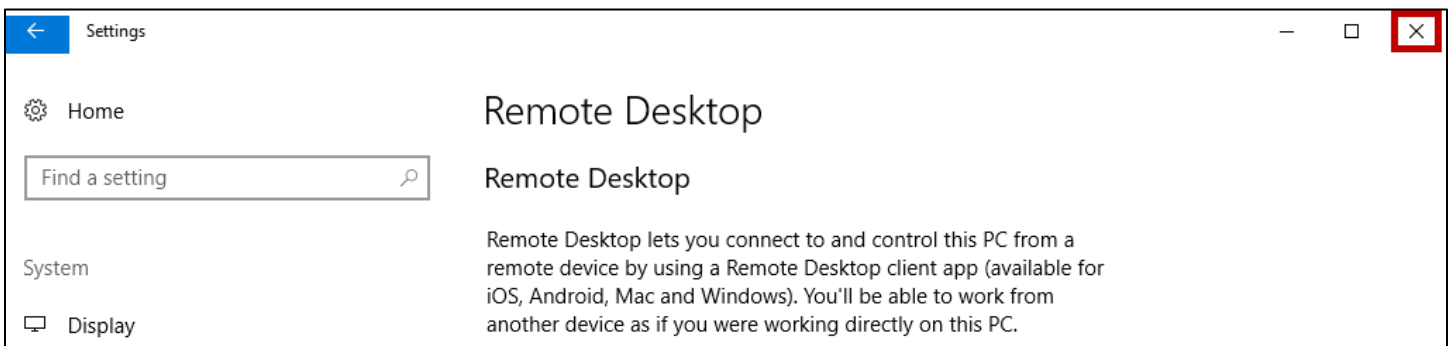 Settings
Home
Remote Desktop
Find a setting
Remote Desktop
Remote Desktop lets you connect to and control this PC from a
remote device by using a Remote Desktop client app (available for
iOS, Android, Mac and Windows). You'll be able to work from
another device as if you were working directly on this PC.
System
Display